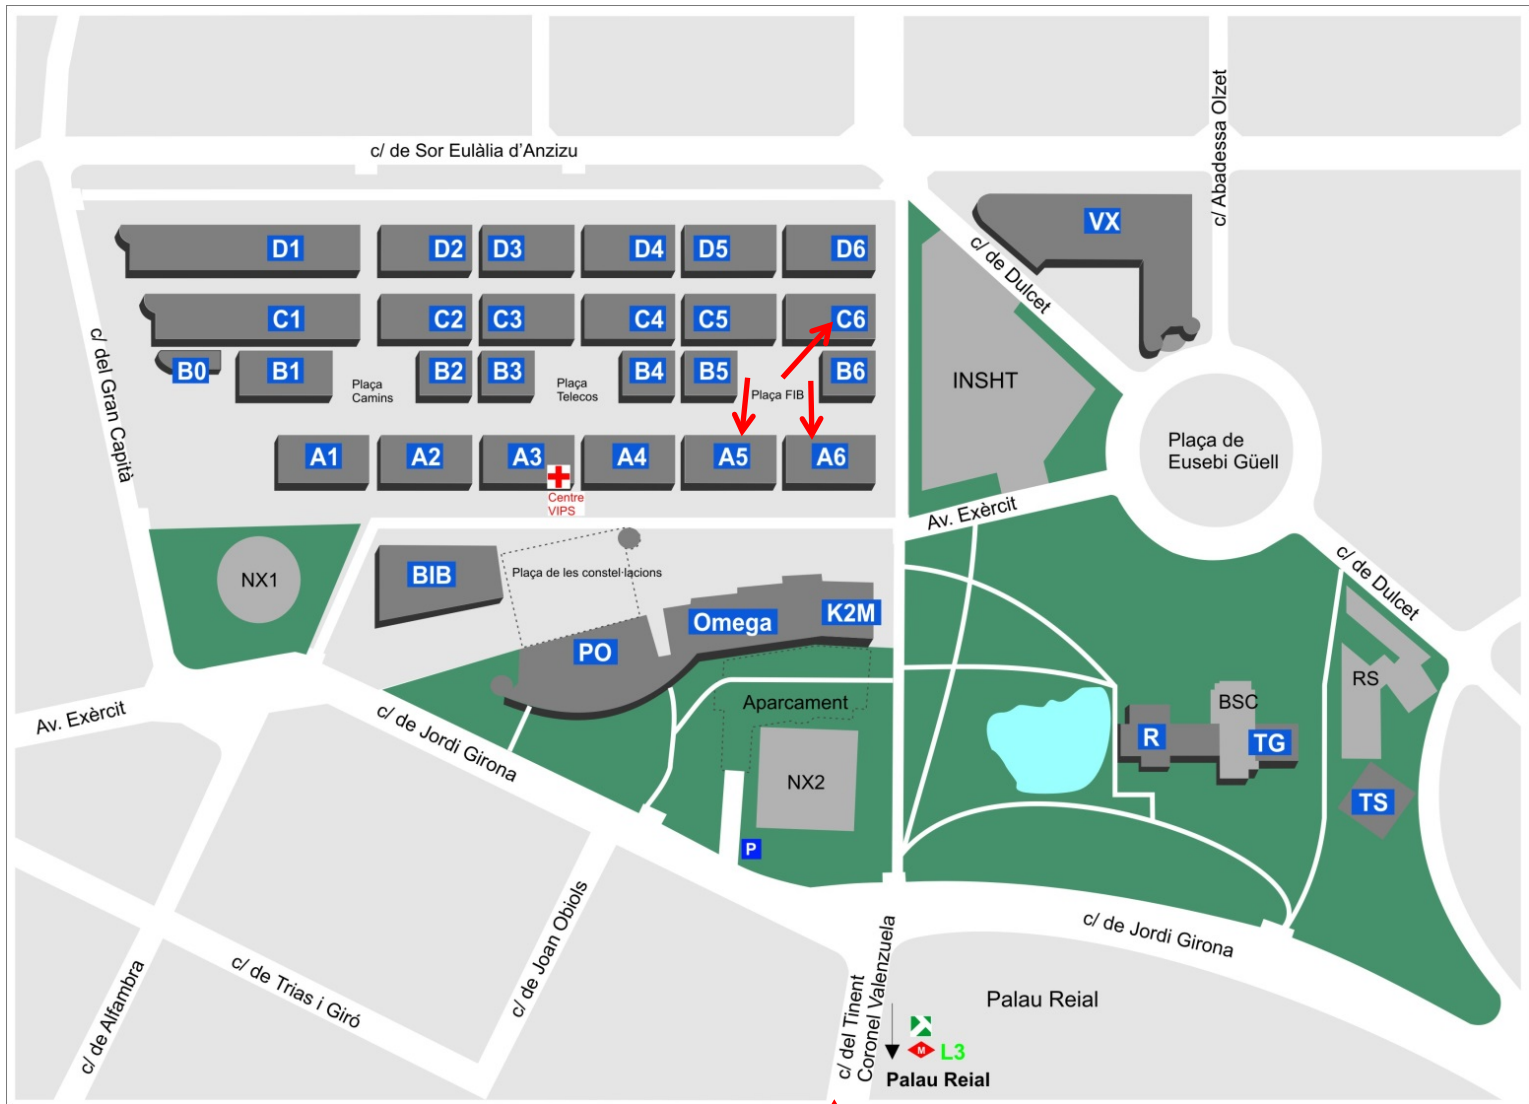 c/ de Sor Eulàlia d'Anzizu
c/ Abadessa Olzet
VX
c/ de Dulcet
D1
D2
D3
D4
D5
D6
C1
C2
C3
C4
C5
C6
c/ del Gran Capità
B0
B1
Plaça
Camins
B2
B3
Plaça
Telecos
B4
B5
Plaça FIB
B6
INSHT
Plaça de
Eusebi Güell
A1
A2
A3
A4
A5
A6
Centre
VIPS
Av. Exèrcit
NX1
BIB
Plaça de les constel·lacions
c/ de Dulcet
K2M
Omega
PO
RS
BSC
Aparcament
R
TG
Av. Exèrcit
c/ de Jordi Girona
NX2
TS
P
c/ de Joan Obiols
c/ de Jordi Girona
c/ de Trias i Giró
c/ de Alfambra
c/ del Tinent
Coronel Valenzuela
Palau Reial
M
L3
Palau Reial